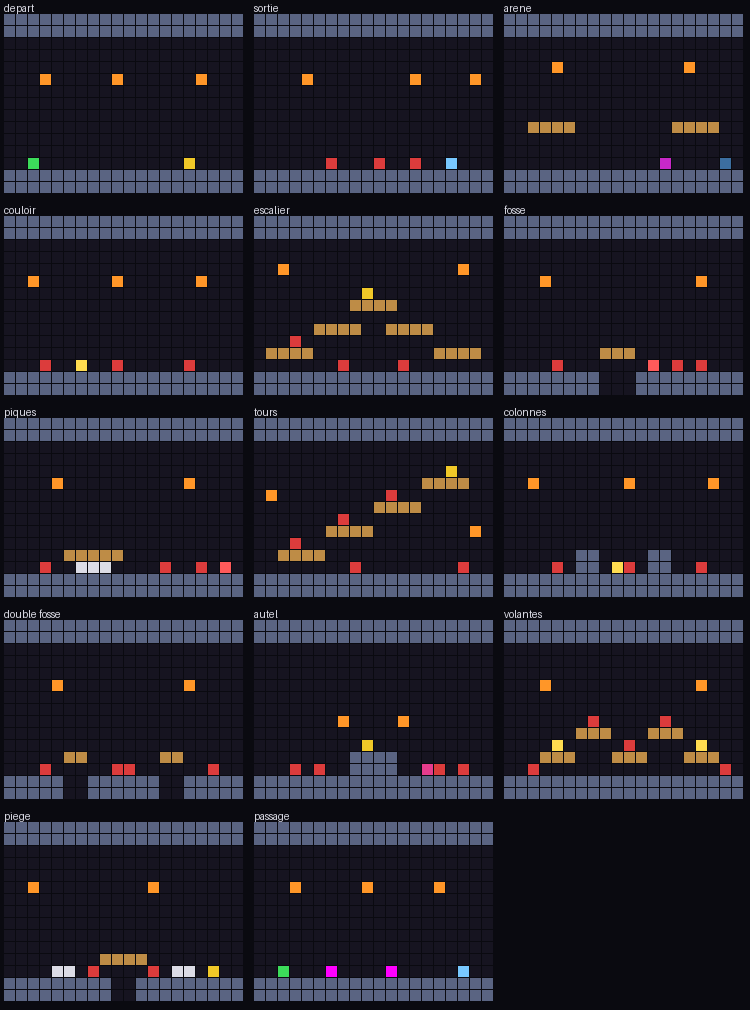 depart
sortie
arene
couloir
escalier
fosse
piques
tours
colonnes
double fosse
autel
volantes
piege
passage